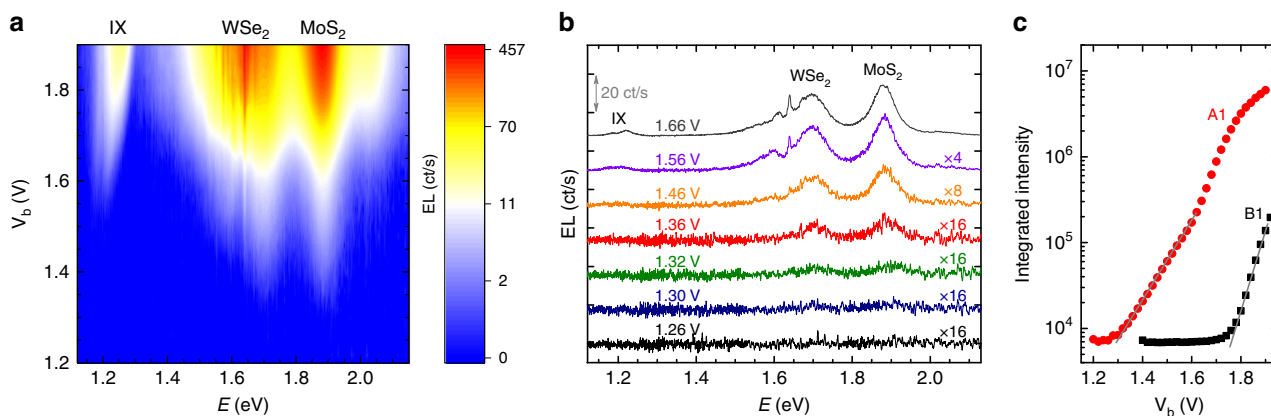 a
IX WSe2 MoS2
1.8
1.6
1.4
1.2
Vb (V)
1.2 1.4 1.6 1.8 2.0
E (eV)
457
70
11
2
0
EL (ct/s)
b
20 ct/s
WSe2
MoS2
IX
1.66 V
1.56 V ×4
1.46 V ×8
1.36 V ×16
1.32 V ×16
1.30 V ×16
1.26 V ×16
EL (ct/s)
1.2 1.4 1.6 1.8 2.0
E (eV)
c
10^7
10^6
10^5
10^4
Integrated intensity
A1
B1
1.2 1.4 1.6 1.8
Vb (V)